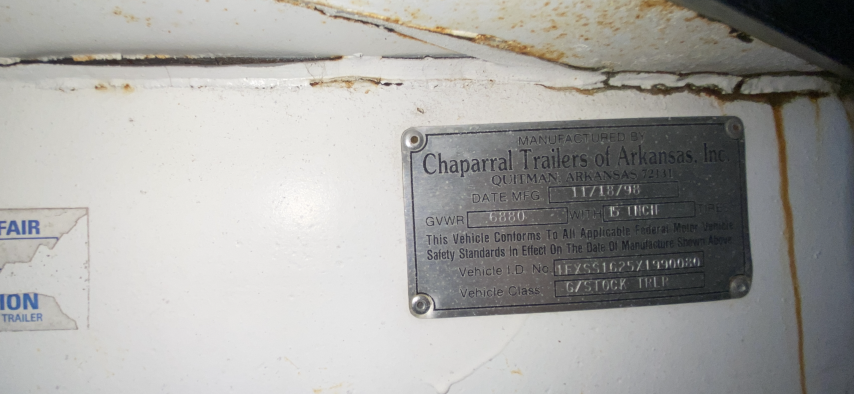 MANUFACTURED BY
Chaparral Trailers of Arkansas, Inc.
QUITMAN, ARKANSAS
DATE MFG. 11/18/98
GVWR 6880 WITH 15 INCH
This Vehicle Conforms To All Applicable Federal Motor Vehicle
Safety Standards In Effect On The Date Of Manufacture Shown Above.
Vehicle I.D. No.
Vehicle Class G/STOCK TRLR
FAIR
ION
TRAILER